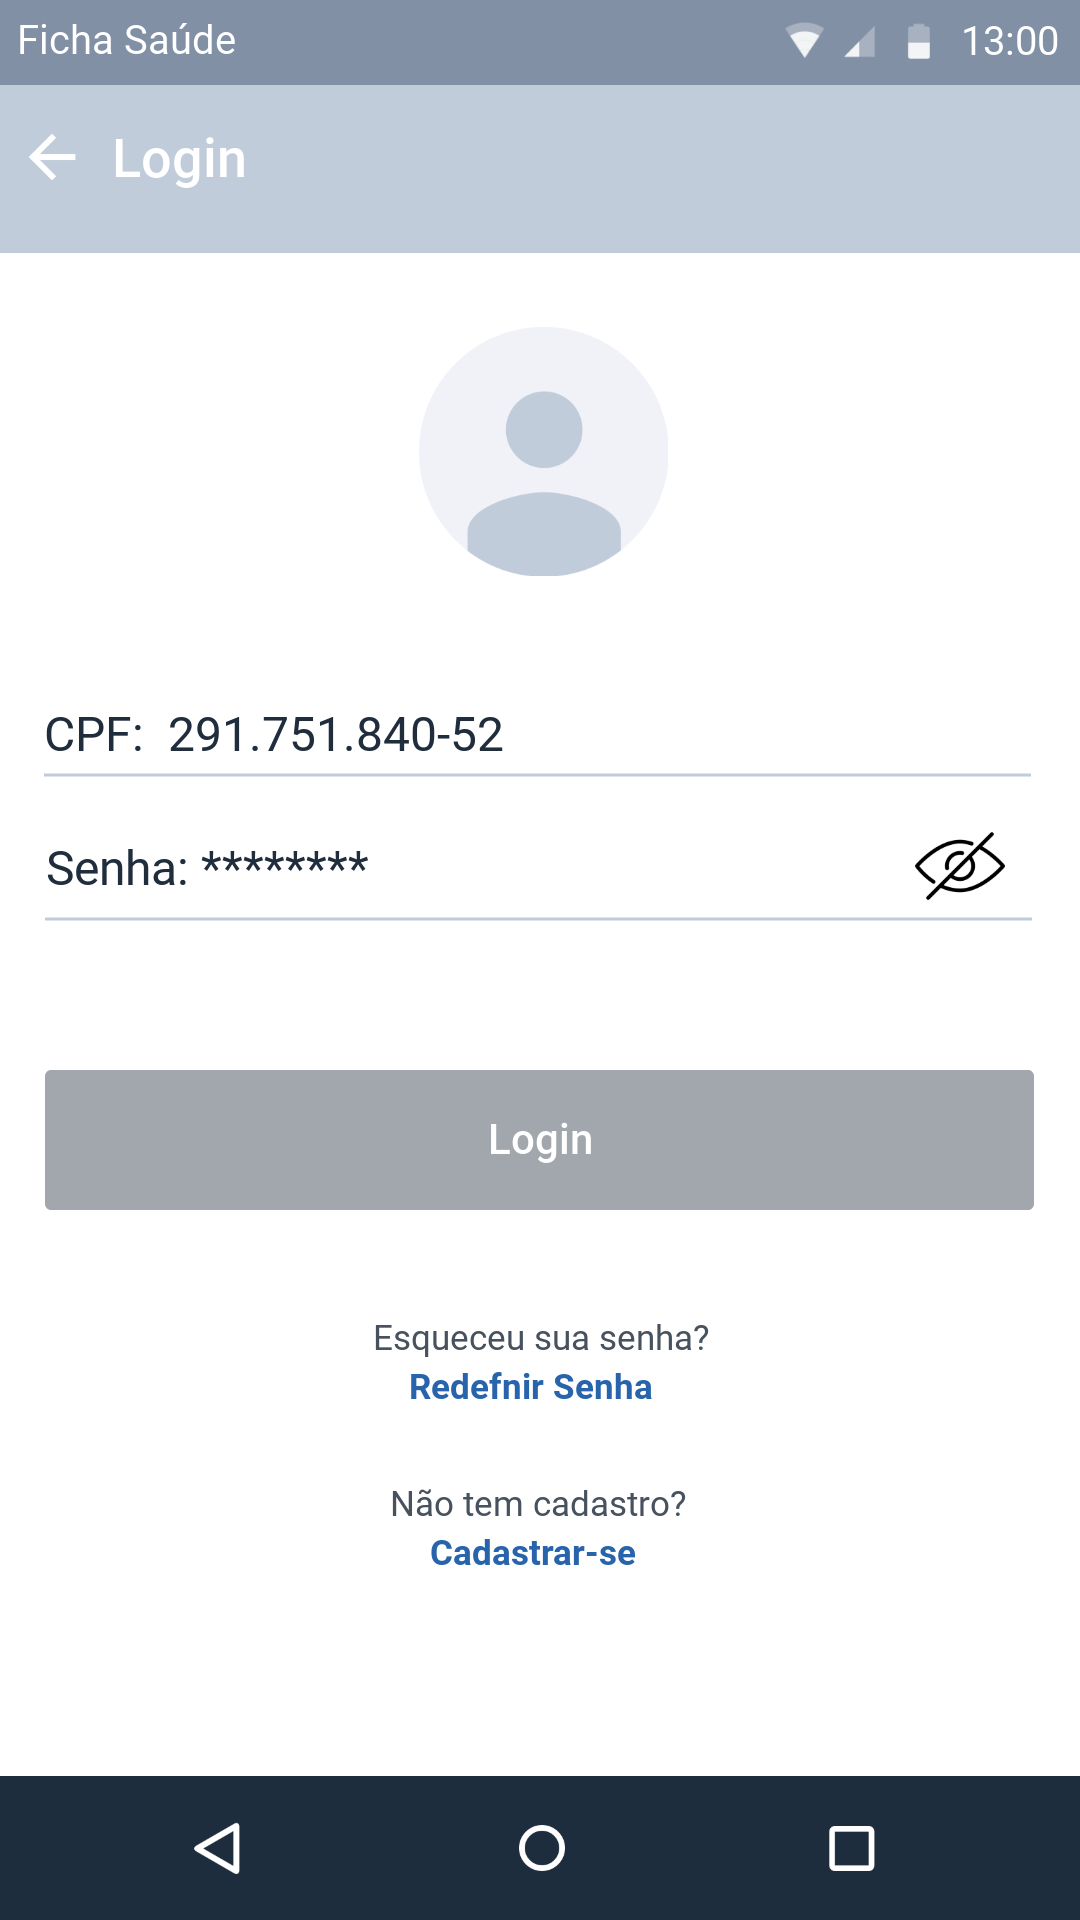 Ficha Saúde 13:00
Login
CPF: 291.751.840-52
Senha: ********
Login
Esqueceu sua senha?
Redefnir Senha
Não tem cadastro?
Cadastrar-se